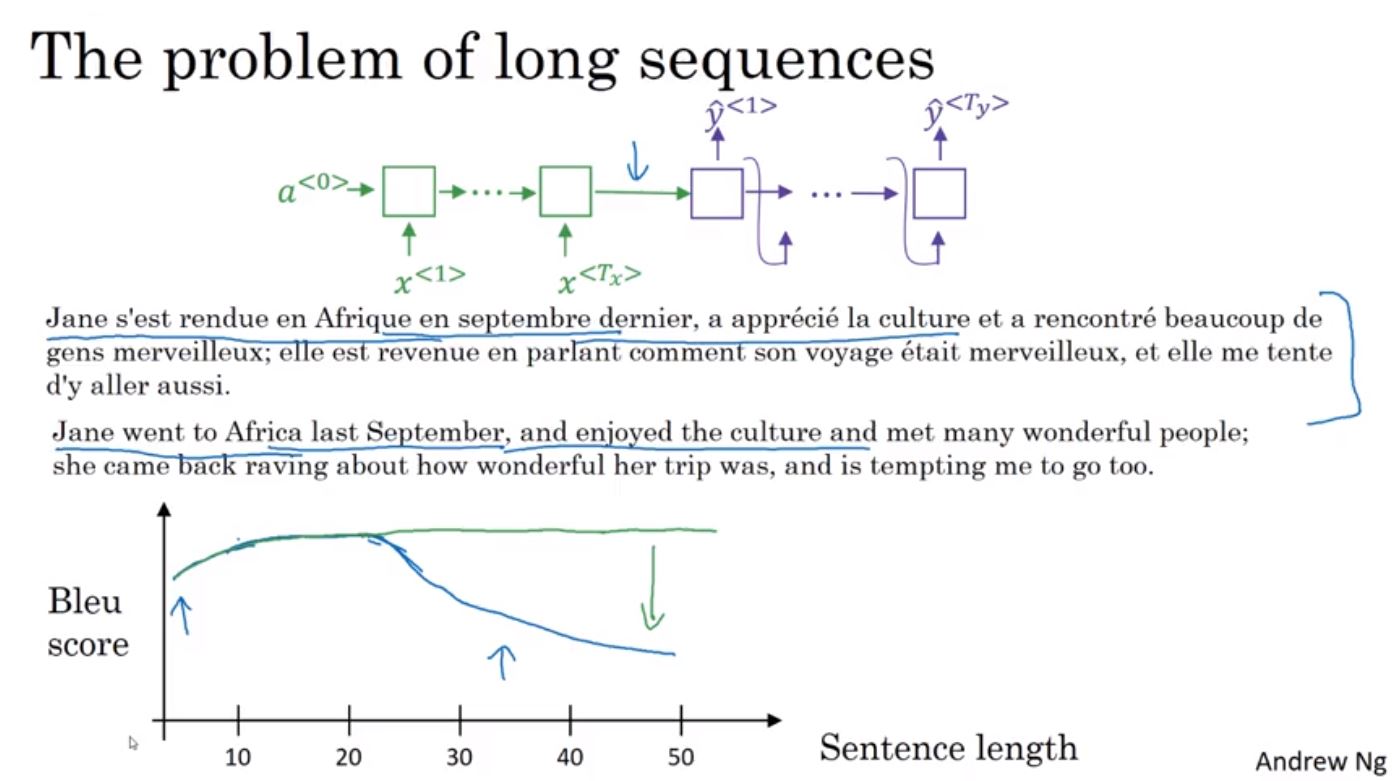 The problem of long sequences
ŷ<1> ŷ<Ty>
a<0> ... ...
x<1> x<Tx>
Jane s'est rendue en Afrique en septembre dernier, a apprécié la culture et a rencontré beaucoup de
gens merveilleux; elle est revenue en parlant comment son voyage était merveilleux, et elle me tente
d'y aller aussi.
Jane went to Africa last September, and enjoyed the culture and met many wonderful people;
she came back raving about how wonderful her trip was, and is tempting me to go too.
Bleu
score
10 20 30 40 50
Sentence length
Andrew Ng